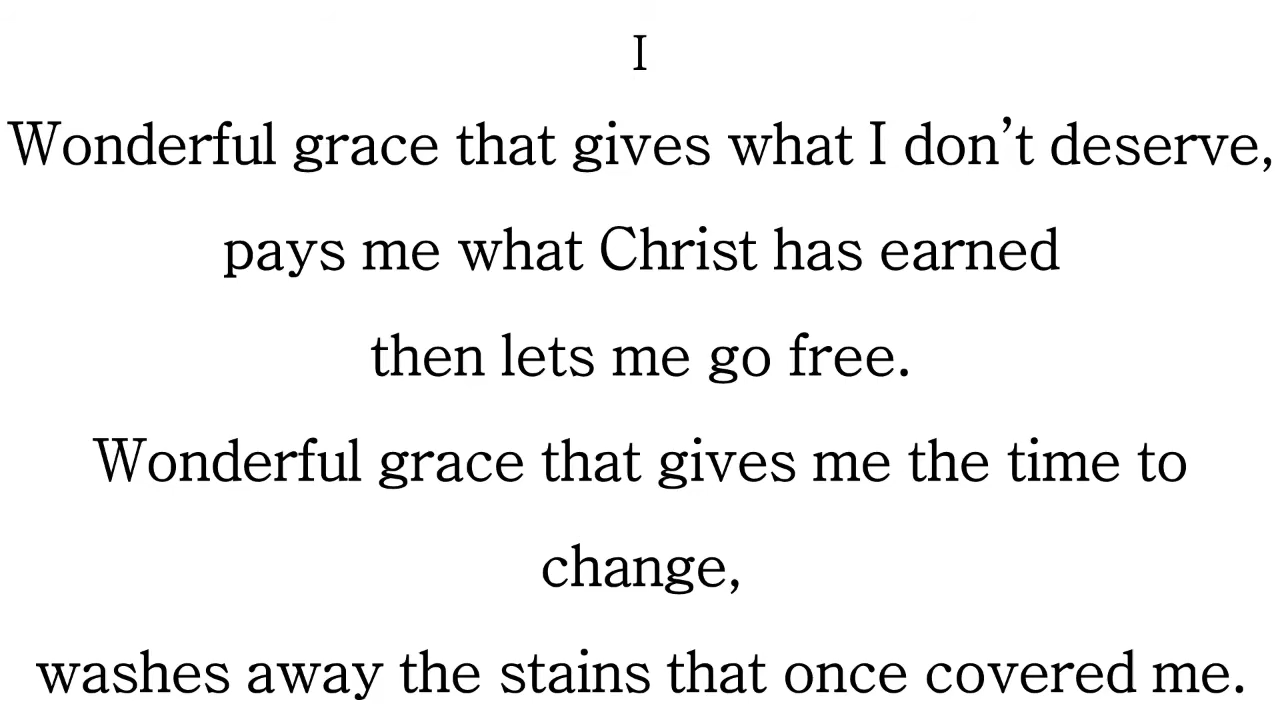 I
Wonderful grace that gives what I don’t deserve,
pays me what Christ has earned
then lets me go free.
Wonderful grace that gives me the time to
change,
washes away the stains that once covered me.